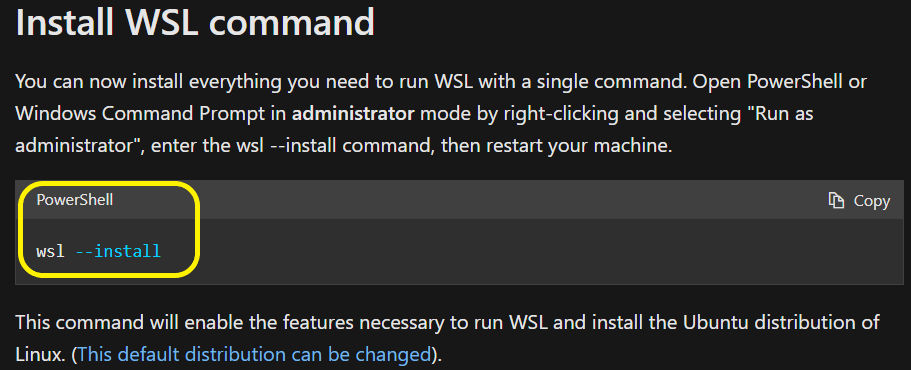 Install WSL command
You can now install everything you need to run WSL with a single command. Open PowerShell or
Windows Command Prompt in administrator mode by right-clicking and selecting "Run as
administrator", enter the wsl --install command, then restart your machine.
PowerShell
Copy
wsl --install
This command will enable the features necessary to run WSL and install the Ubuntu distribution of
Linux. (This default distribution can be changed).